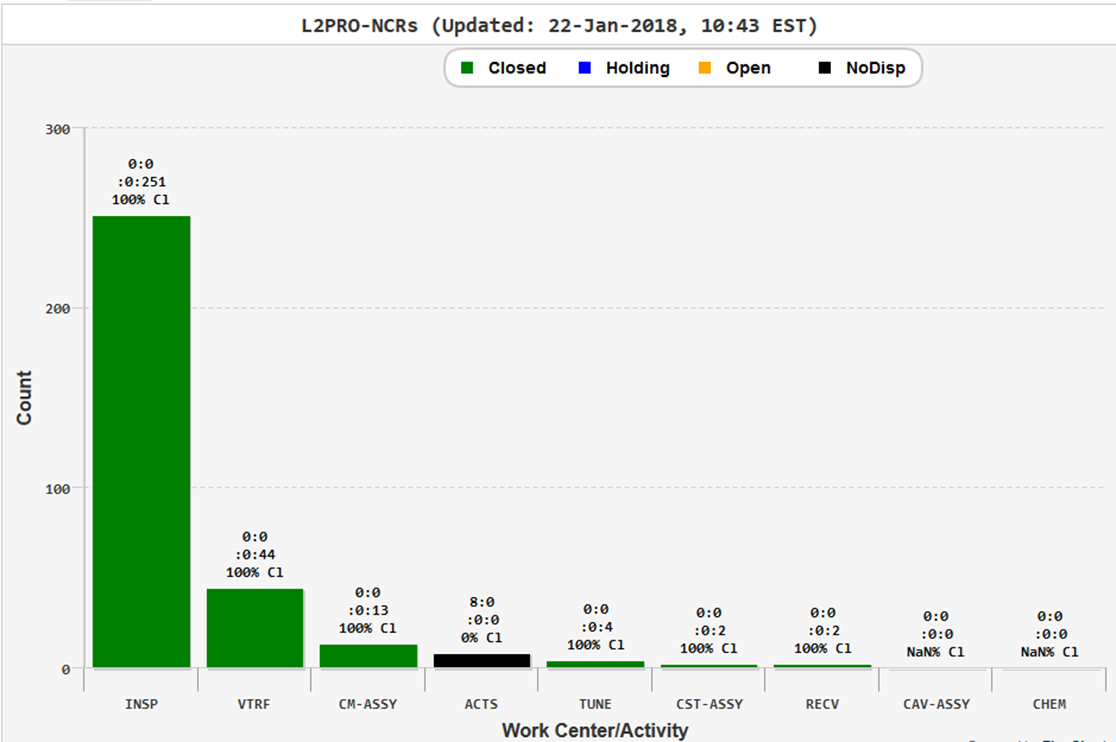 L2PRO-NCRs (Updated: 22-Jan-2018, 10:43 EST)
Closed Holding Open NoDisp
300
200
100
0
Count
0:0
:0:251
100% Cl
0:0
:0:44
100% Cl
0:0
:0:13
100% Cl
8:0
:0:0
0% Cl
0:0
:0:4
100% Cl
0:0
:0:2
100% Cl
0:0
:0:2
100% Cl
0:0
:0:0
NaN% Cl
0:0
:0:0
NaN% Cl
INSP VTRF CM-ASSY ACTS TUNE CST-ASSY RECV CAV-ASSY CHEM
Work Center/Activity